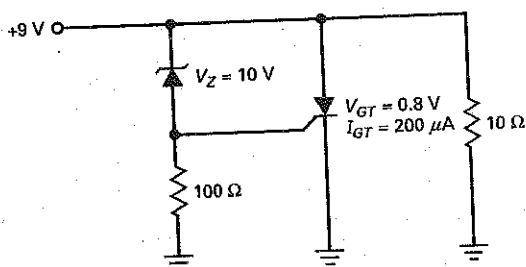 +9 V
V_Z = 10 V
V_GT = 0.8 V
I_GT = 200 μA
10 Ω
100 Ω